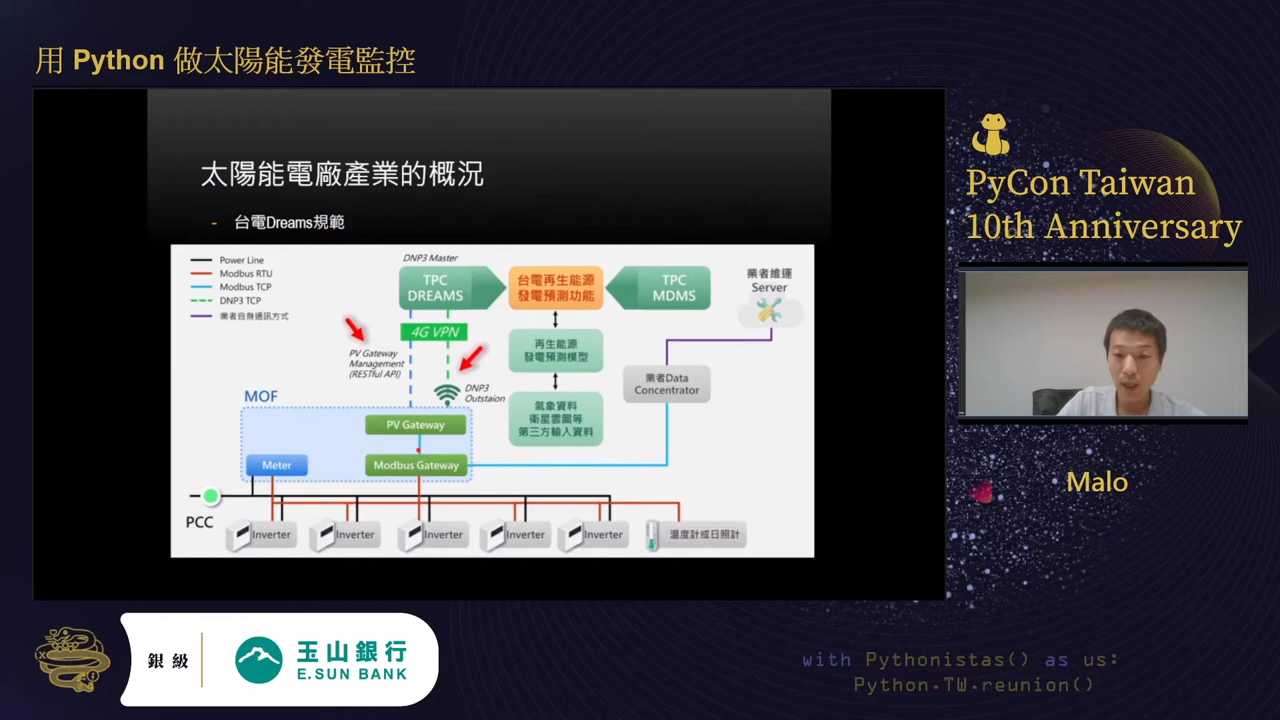 用 Python 做太陽能發電監控
太陽能電廠產業的概況
- 台電Dreams規範
Power Line
Modbus RTU
Modbus TCP
DNP3 TCP
業者自身通訊方式
DNP3 Master
TPC
DREAMS
台電再生能源
發電預測功能
TPC
MDMS
業者維運
Server
4G VPN
PV Gateway
Management
(RESTful API)
再生能源
發電預測模型
業者Data
Concentrator
DNP3
Outstaion
氣象資料
衛星雲圖等
第三方輸入資料
MOF
PV Gateway
Meter
Modbus Gateway
PCC
Inverter
Inverter
Inverter
Inverter
Inverter
溫度計或日照計
PyCon Taiwan
10th Anniversary
Malo
銀級
玉山銀行
E.SUN BANK
with Pythonistas() as us:
Python.TW.reunion()